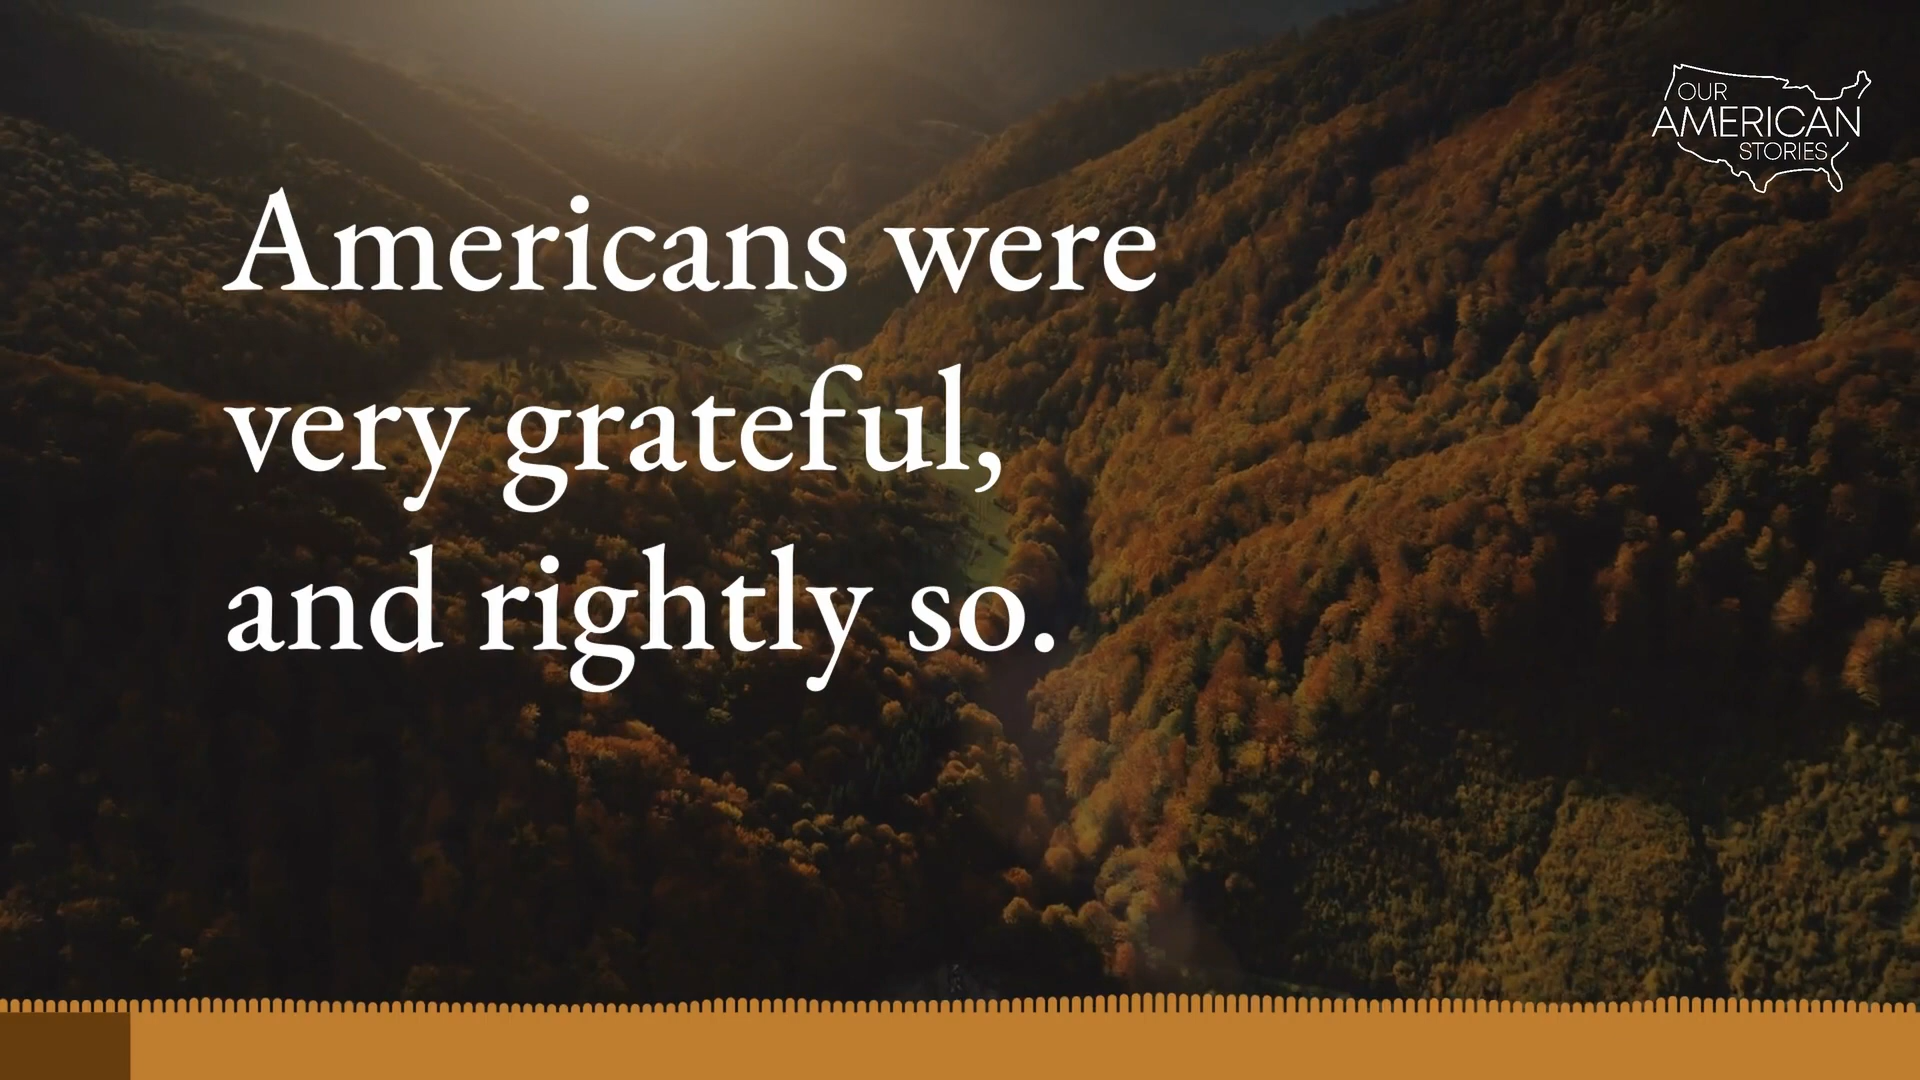 OUR
AMERICAN
STORIES
Americans were
very grateful,
and rightly so.